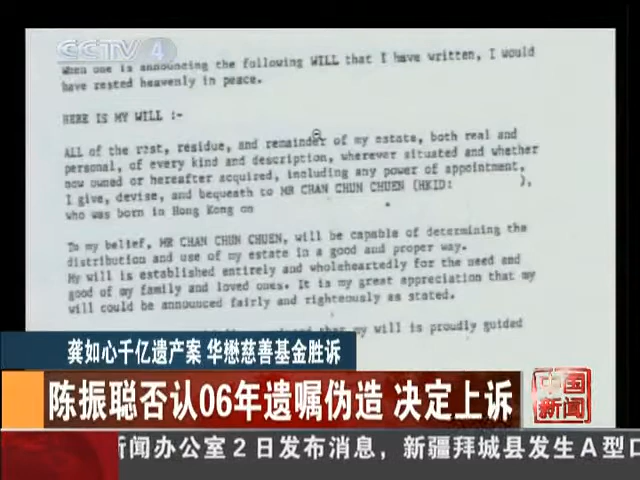 CCTV 4
When one is announcing the following WILL that I have written, I would
have rested heavenly in peace.
HERE IS MY WILL :-
ALL of the rest, residue, and remainder of my estate, both real and
personal, of every kind and description, wherever situated and whether
now owned or hereafter acquired, including any power of appointment,
I give, devise, and bequeath to MR CHAN CHUN CHUEN (HKID: ),
who was born in Hong Kong on
To my belief, MR CHAN CHUN CHUEN, will be capable of determining the
distribution and use of my estate in a good and proper way.
My will is established entirely and wholeheartedly for the need and
good of my family and loved ones. It is my great appreciation that my
will could be announced fairly and righteously as stated.
that my will is proudly guided
龚如心千亿遗产案 华懋慈善基金胜诉
陈振聪否认06年遗嘱伪造 决定上诉
中国
新闻
新闻办公室2日发布消息，新疆拜城县发生A型口